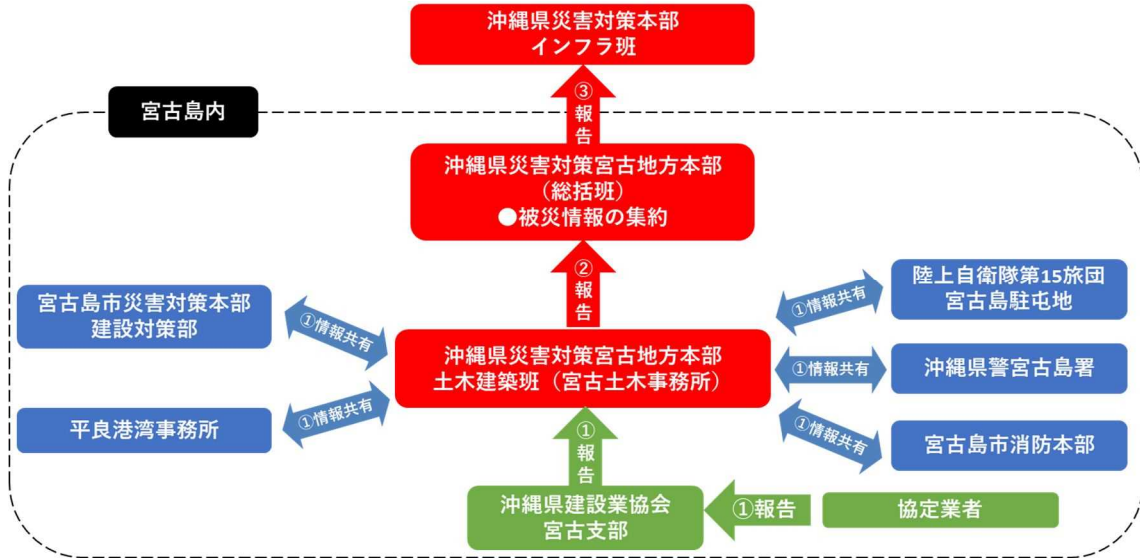 沖縄県災害対策本部
インフラ班
③報告
宮古島内
沖縄県災害対策宮古地方本部
（総括班）
●被災情報の集約
②報告
宮古島市災害対策本部
建設対策部
①情報共有
陸上自衛隊第15旅団
宮古島駐屯地
①情報共有
沖縄県災害対策宮古地方本部
土木建築班（宮古土木事務所）
①情報共有
沖縄県警宮古島署
平良港湾事務所
①情報共有
①情報共有
宮古島市消防本部
①報告
沖縄県建設業協会
宮古支部
①報告
協定業者